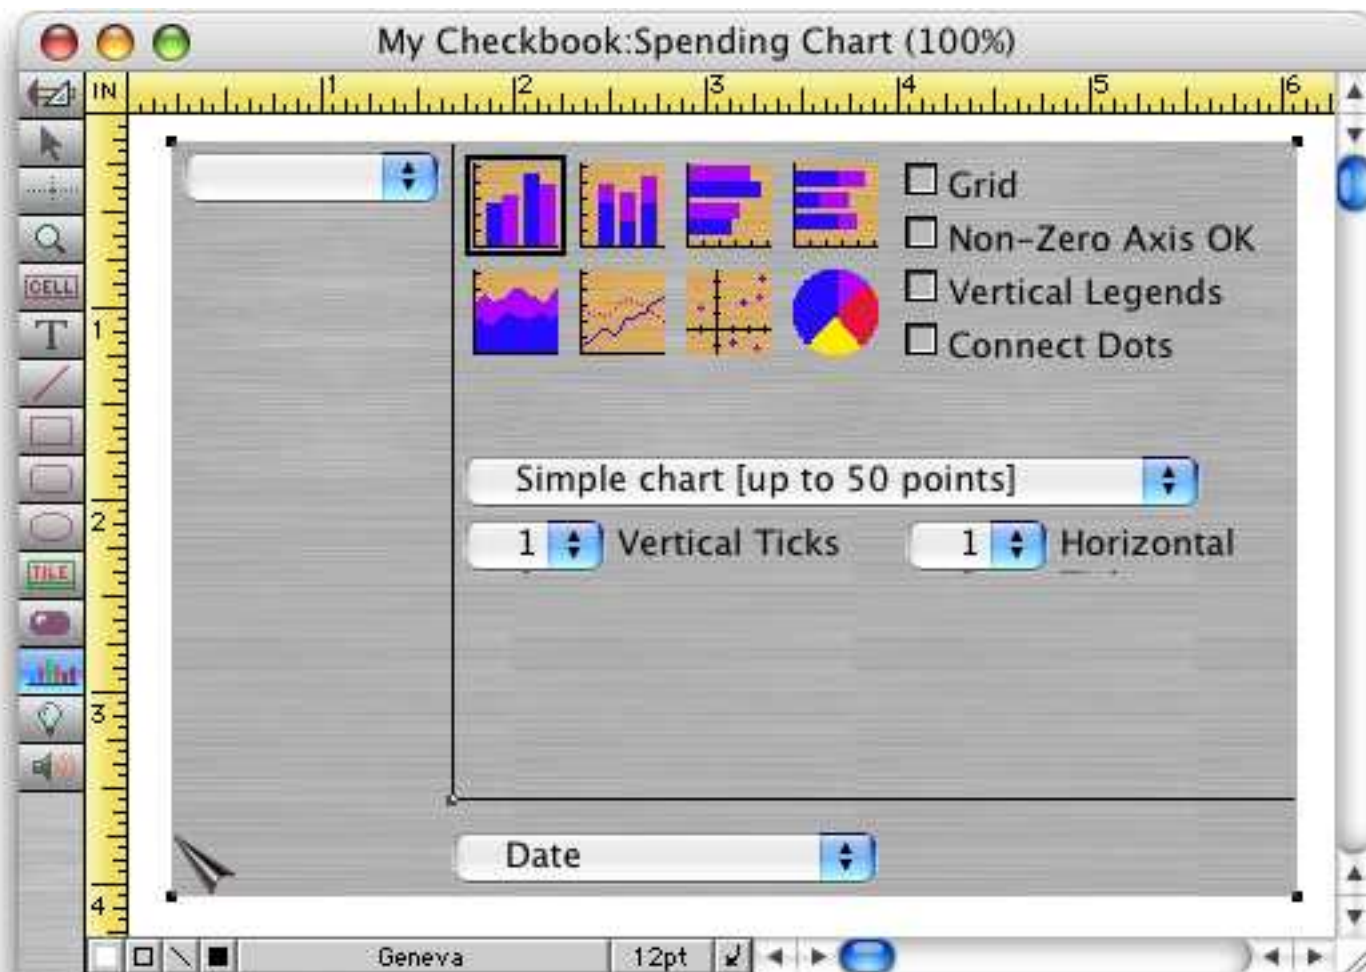 My Checkbook:Spending Chart (100%)
IN
1 2 3 4 5 6
CELL
T
TILE
1
2
3
4
Grid
Non-Zero Axis OK
Vertical Legends
Connect Dots
Simple chart [up to 50 points]
1 Vertical Ticks 1 Horizontal
Date
Geneva 12pt